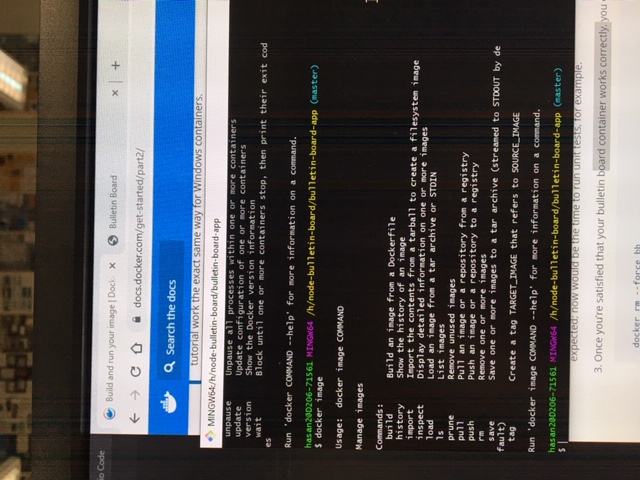 io Code
Build and run your image | Dock
Bulletin Board
docs.docker.com/get-started/part2/
Search the docs
tutorial work the exact same way for Windows containers.
MINGW64:/h/node-bulletin-board/bulletin-board-app
unpause Unpause all processes within one or more containers
update Update configuration of one or more containers
version Show the Docker version information
wait Block until one or more containers stop, then print their exit cod
es
Run 'docker COMMAND --help' for more information on a command.
hasan20D206-71561 MINGW64 /h/node-bulletin-board/bulletin-board-app (master)
$ docker image
Usage: docker image COMMAND
Manage images
Commands:
build Build an image from a Dockerfile
history Show the history of an image
import Import the contents from a tarball to create a filesystem image
inspect Display detailed information on one or more images
load Load an image from a tar archive or STDIN
ls List images
prune Remove unused images
pull Pull an image or a repository from a registry
push Push an image or a repository to a registry
rm Remove one or more images
save Save one or more images to a tar archive (streamed to STDOUT by de
fault)
tag Create a tag TARGET_IMAGE that refers to SOURCE_IMAGE
Run 'docker image COMMAND --help' for more information on a command.
hasan20D206-71561 MINGW64 /h/node-bulletin-board/bulletin-board-app (master)
$
expected; now would be the time to run unit tests, for example.
3. Once you're satisfied that your bulletin board container works correctly, you
docker rm --force bb